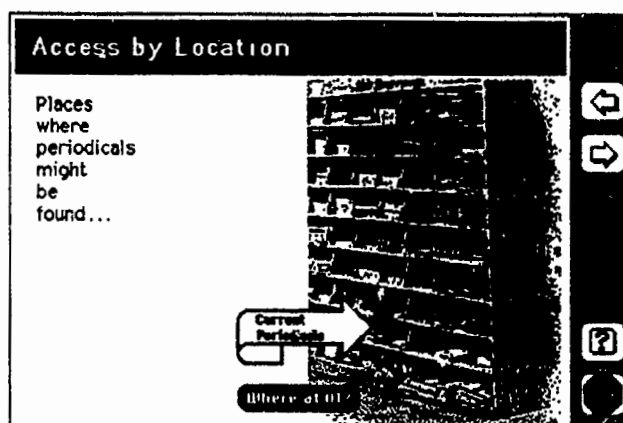 Access by Location
Places
where
periodicals
might
be
found...
Current
Periodicals
Where at
?